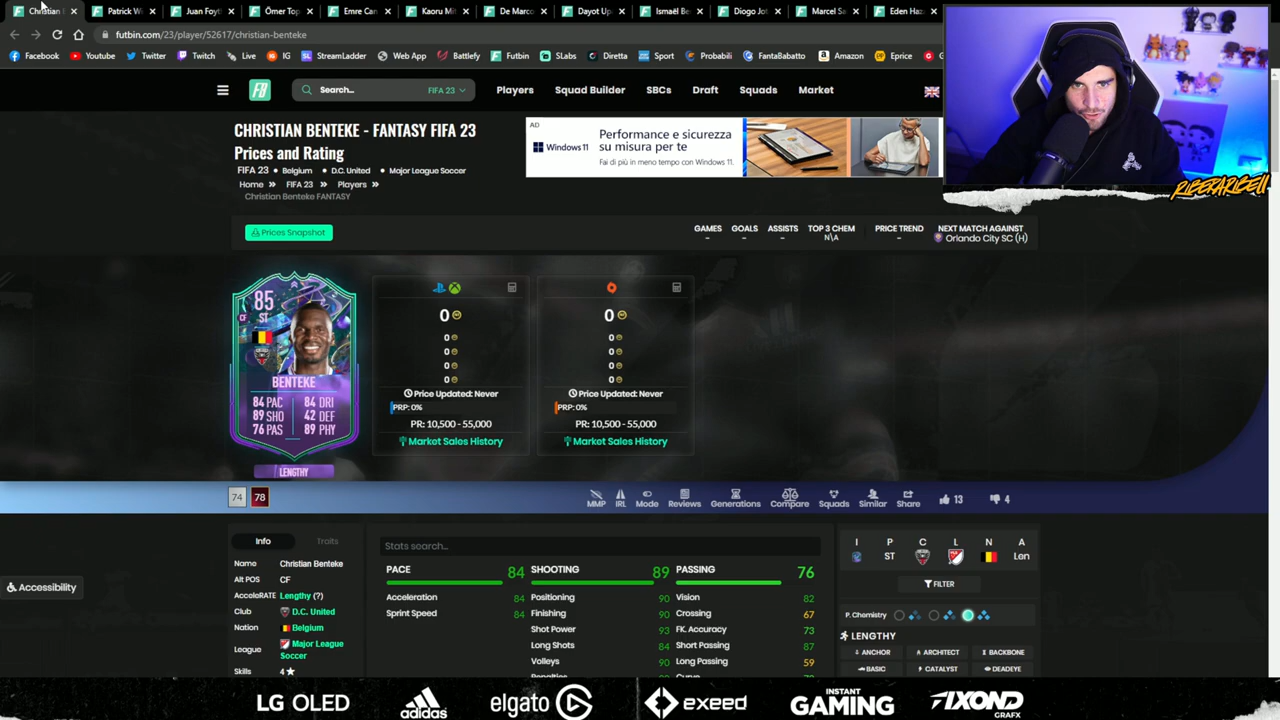 Christian
Patrick W
Juan Foyt
Ömer Top
Emre Can
Kaoru Mit
De Marco
Dayot Up
Ismaël Be
Diogo Jot
Marcel Sa
Eden Haz
futbin.com/23/player/52617/christian-benteke
Facebook
Youtube
Twitter
Twitch
Live
IG
StreamLadder
Web App
Battlefy
Futbin
SLabs
Diretta
Sport
Probabili
FantaBabatto
Amazon
Eprice
Search...
FIFA 23
Players
Squad Builder
SBCs
Draft
Squads
Market
CHRISTIAN BENTEKE - FANTASY FIFA 23
Prices and Rating
FIFA 23 • Belgium • D.C. United • Major League Soccer
Home >> FIFA 23 >> Players >>
Christian Benteke FANTASY
AD
Windows 11
Performance e sicurezza
su misura per te
Fai di più in meno tempo con Windows 11.
RIBERARIBELL
Prices Snapshot
GAMES
-
GOALS
-
ASSISTS
-
TOP 3 CHEM
N\A
PRICE TREND
-
NEXT MATCH AGAINST
Orlando City SC (H)
85
ST
CF
BENTEKE
84 PAC 84 DRI
89 SHO 42 DEF
76 PAS 89 PHY
LENGTHY
0
0
0
0
0
Price Updated: Never
PRP: 0%
PR: 10,500 - 55,000
Market Sales History
0
0
0
0
0
Price Updated: Never
PRP: 0%
PR: 10,500 - 55,000
Market Sales History
74 78
MMP
IRL
Mode
Reviews
Generations
Compare
Squads
Similar
Share
13
4
Info Traits
Name Christian Benteke
Alt POS CF
AcceleRATE Lengthy (?)
Club D.C. United
Nation Belgium
League Major League
Soccer
Skills 4★
Stats search...
PACE 84
Acceleration 84
Sprint Speed 84
SHOOTING 89
Positioning 90
Finishing 90
Shot Power 93
Long Shots 84
Volleys 90
PASSING 76
Vision 82
Crossing 67
FK. Accuracy 73
Short Passing 87
Long Passing 59
I P C L N A
ST Len
FILTER
P. Chemistry
LENGTHY
ANCHOR ARCHITECT BACKBONE
BASIC CATALYST DEADEYE
Accessibility
LG OLED
adidas
elgato
exeed
INSTANT
GAMING
IXOND
GRAFX